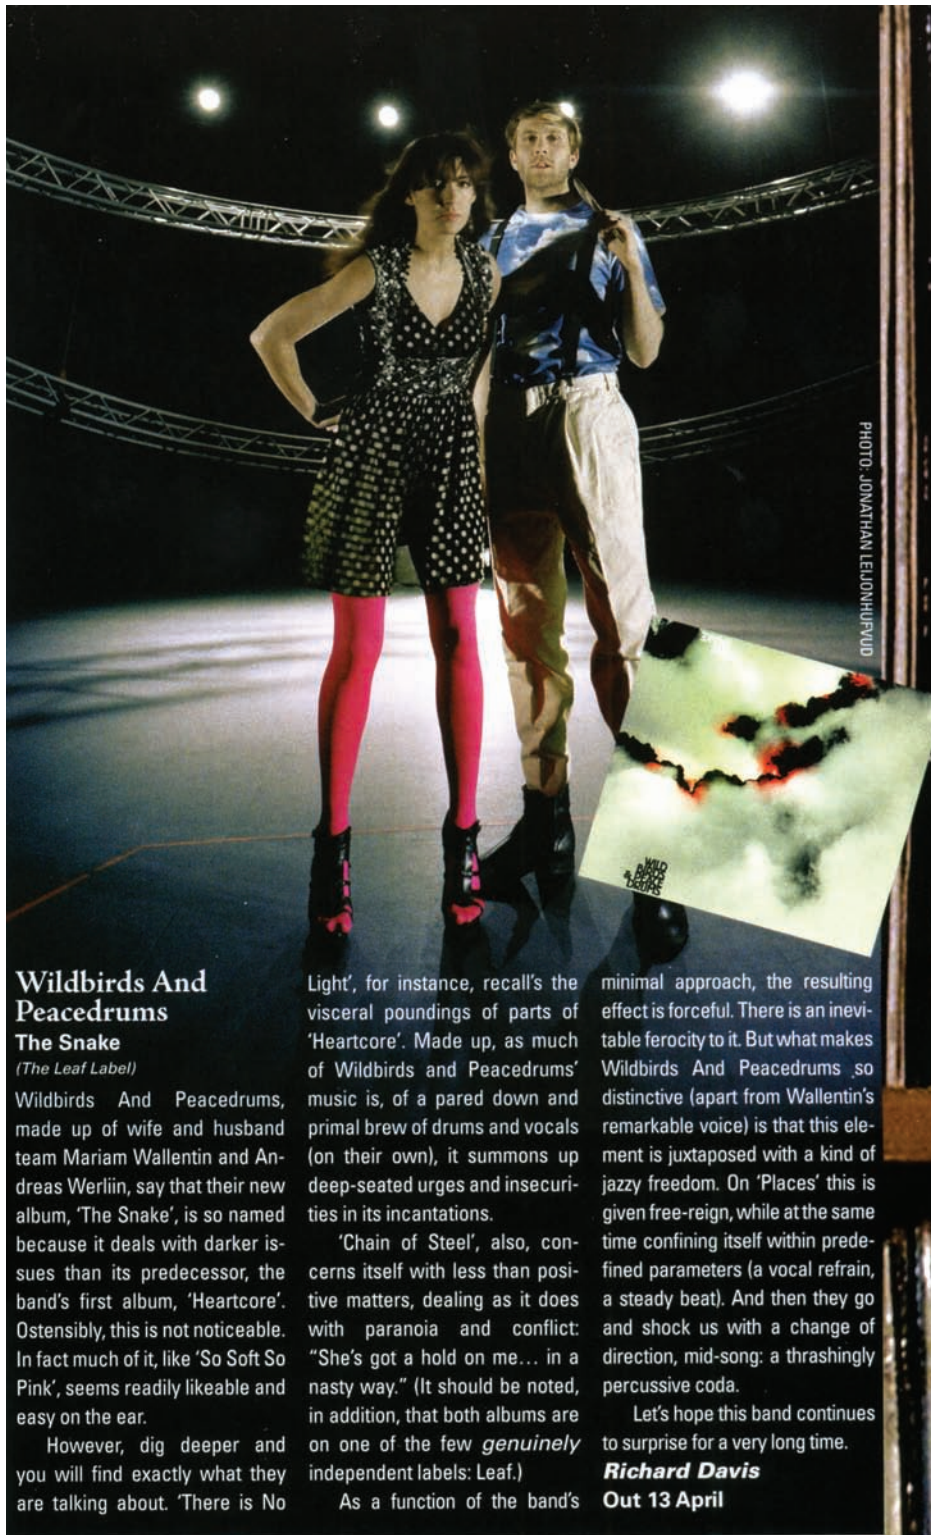 PHOTO: JONATHAN LEIJONHUFVUD
WILD
BIRDS
& PEACE
DRUMS
Wildbirds And
Peacedrums
The Snake
(The Leaf Label)
Wildbirds And Peacedrums,
made up of wife and husband
team Mariam Wallentin and An-
dreas Werliin, say that their new
album, ‘The Snake’, is so named
because it deals with darker is-
sues than its predecessor, the
band's first album, ‘Heartcore’.
Ostensibly, this is not noticeable.
In fact much of it, like ‘So Soft So
Pink’, seems readily likeable and
easy on the ear.
However, dig deeper and
you will find exactly what they
are talking about. ‘There is No
Light’, for instance, recall's the
visceral poundings of parts of
‘Heartcore’. Made up, as much
of Wildbirds and Peacedrums’
music is, of a pared down and
primal brew of drums and vocals
(on their own), it summons up
deep-seated urges and insecuri-
ties in its incantations.
‘Chain of Steel’, also, con-
cerns itself with less than posi-
tive matters, dealing as it does
with paranoia and conflict:
“She's got a hold on me... in a
nasty way.” (It should be noted,
in addition, that both albums are
on one of the few genuinely
independent labels: Leaf.)
As a function of the band's
minimal approach, the resulting
effect is forceful. There is an inevi-
table ferocity to it. But what makes
Wildbirds And Peacedrums so
distinctive (apart from Wallentin's
remarkable voice) is that this ele-
ment is juxtaposed with a kind of
jazzy freedom. On ‘Places’ this is
given free-reign, while at the same
time confining itself within prede-
fined parameters (a vocal refrain,
a steady beat). And then they go
and shock us with a change of
direction, mid-song: a thrashingly
percussive coda.
Let's hope this band continues
to surprise for a very long time.
Richard Davis
Out 13 April